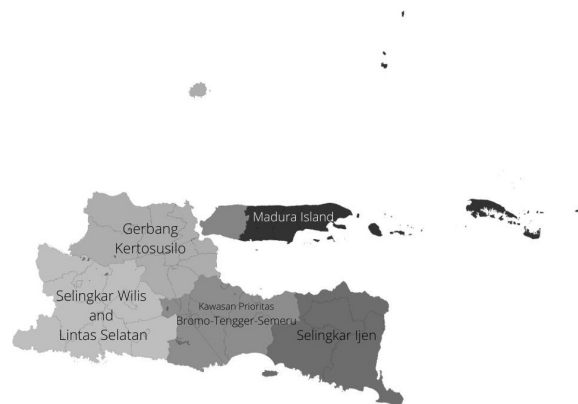 Madura Island
Gerbang
Kertosusilo
Selingkar Wilis
and
Lintas Selatan
Kawasan Prioritas
Bromo-Tengger-Semeru
Selingkar Ijen